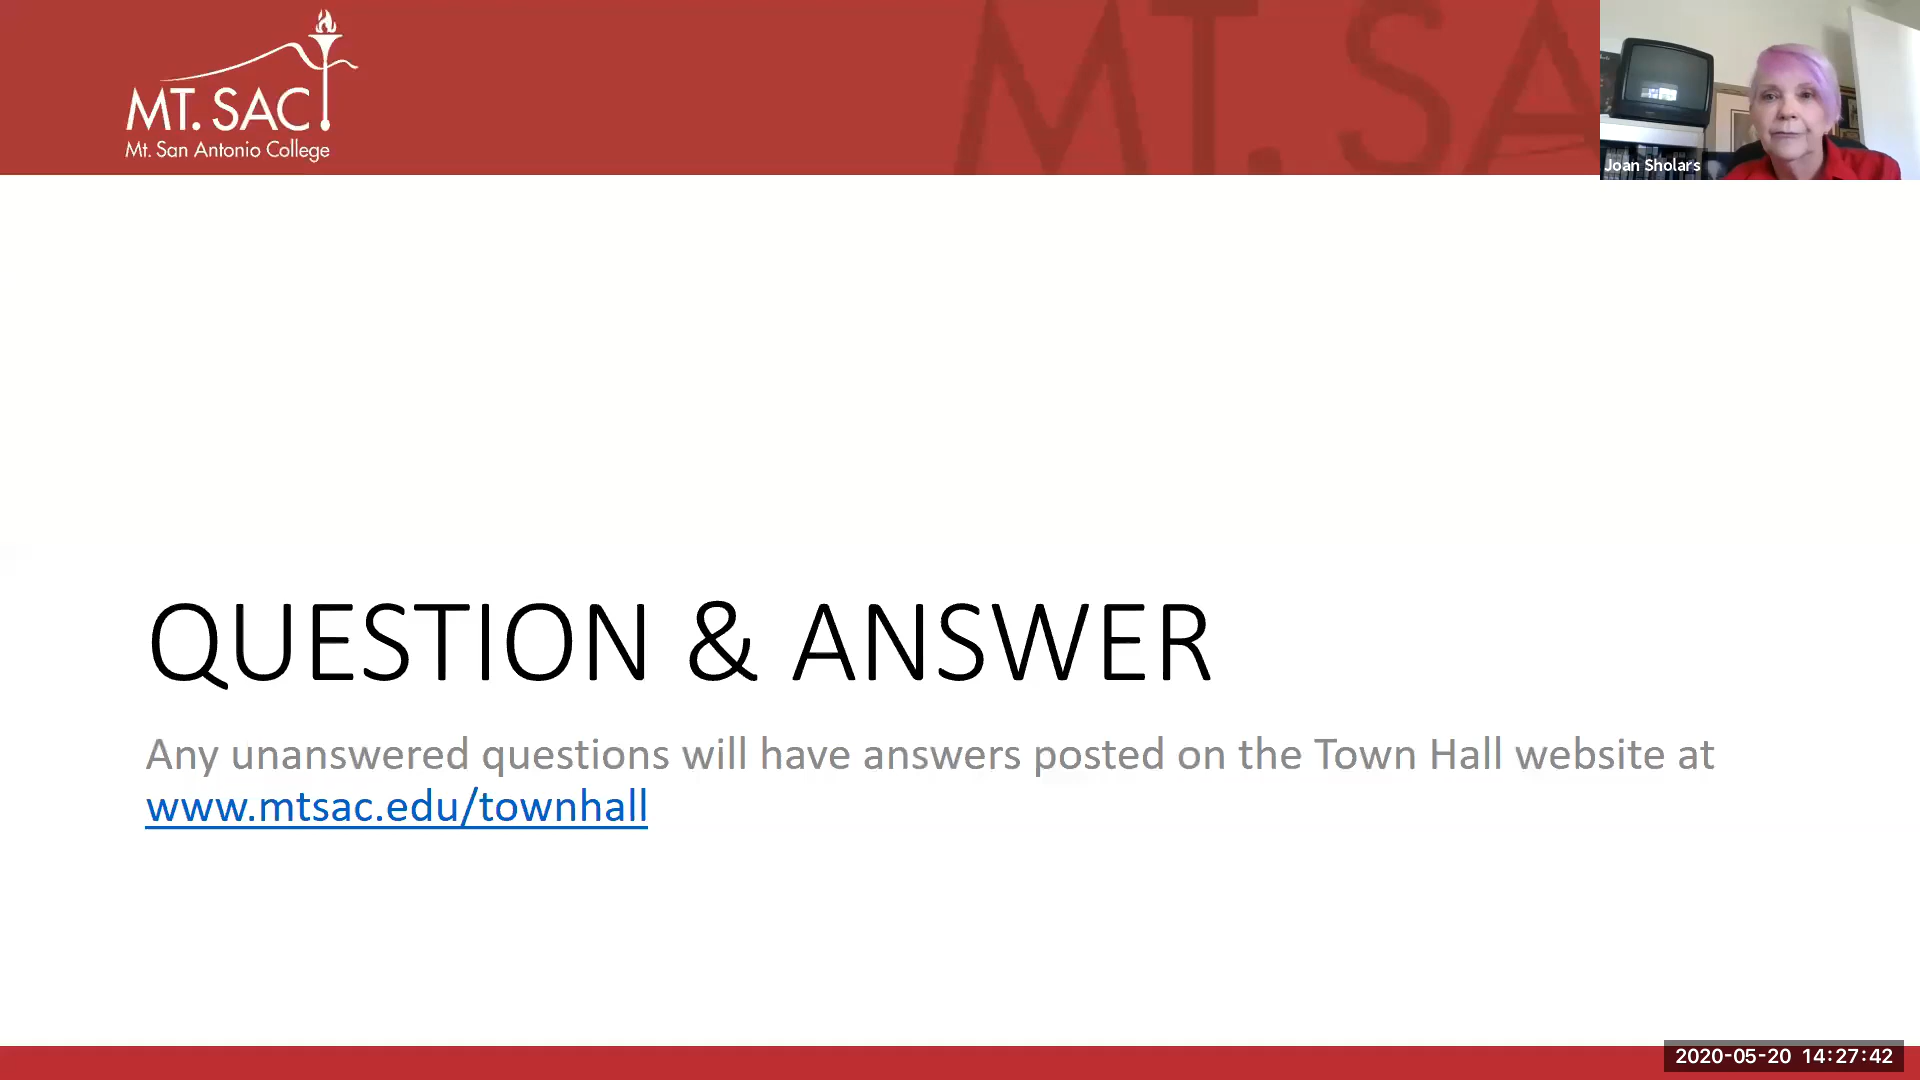 MT. SAC
Mt. San Antonio College
MT. SA
Joan Sholars
QUESTION & ANSWER
Any unanswered questions will have answers posted on the Town Hall website at
www.mtsac.edu/townhall
2020-05-20 14:27:42